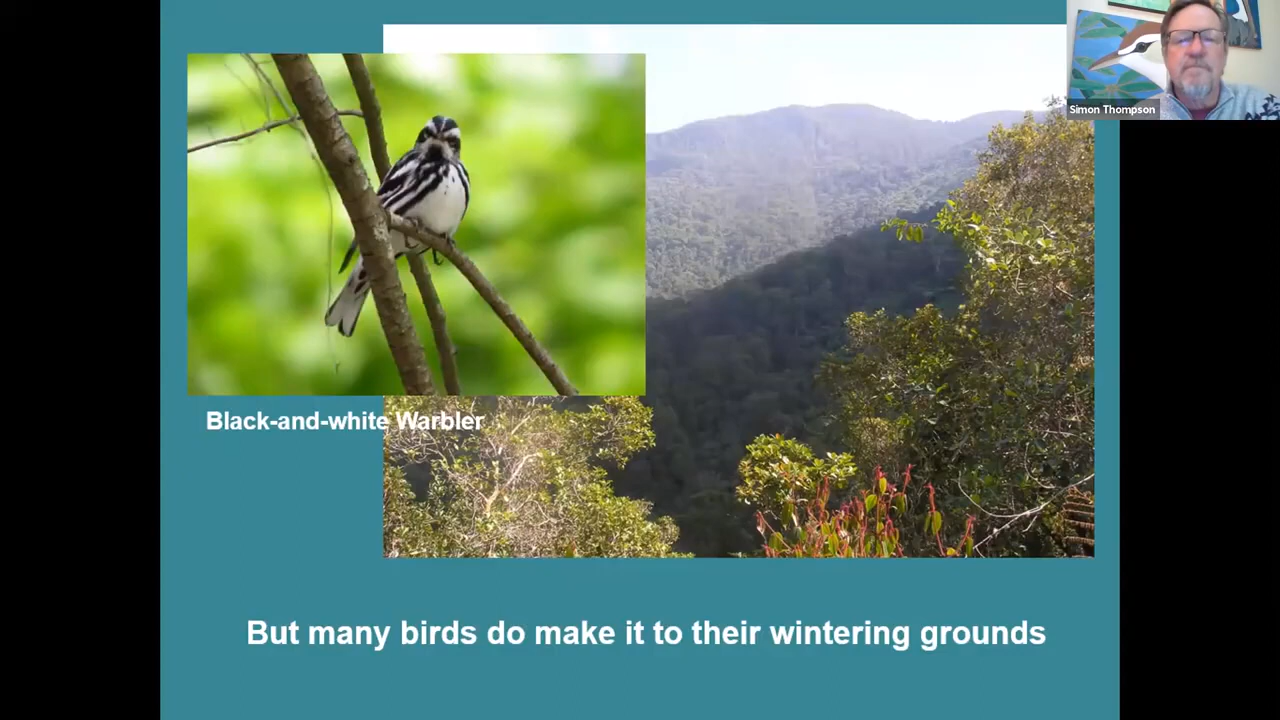 Simon Thompson
Black-and-white Warbler
But many birds do make it to their wintering grounds